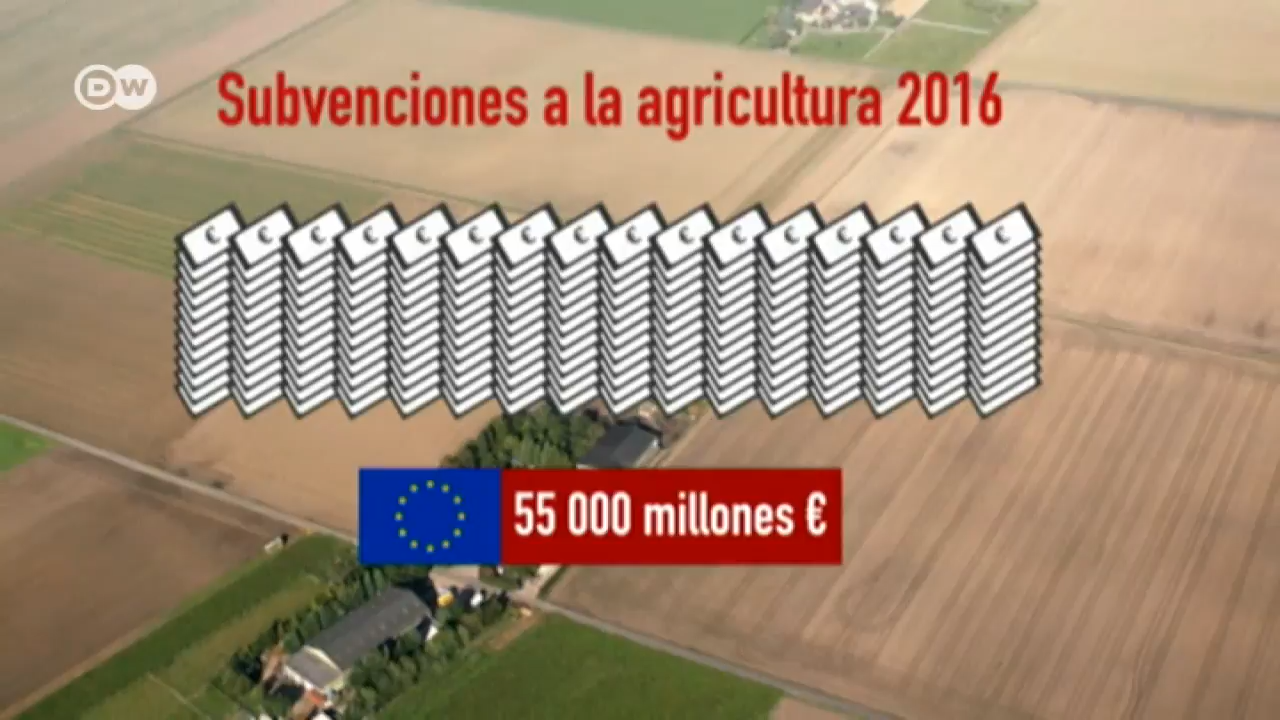 DW
Subvenciones a la agricultura 2016
€ € € € € € € € € € € € € € € €
55 000 millones €